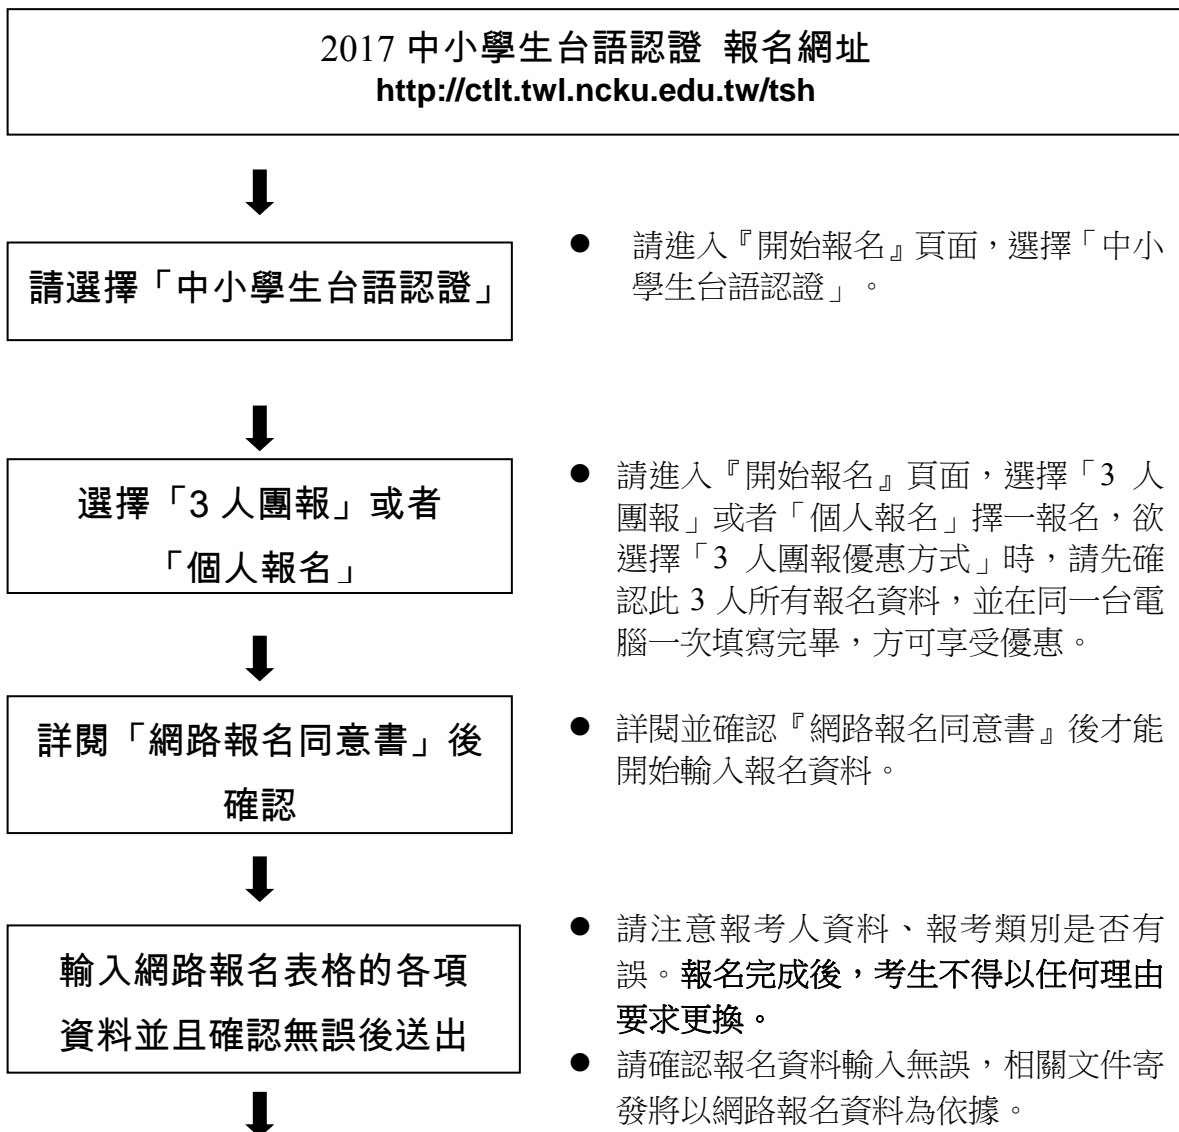 2017 中小學生台語認證 報名網址
http://ctlt.twl.ncku.edu.tw/tsh
請選擇「中小學生台語認證」
● 請進入『開始報名』頁面，選擇「中小
學生台語認證」。
選擇「3 人團報」或者
「個人報名」
● 請進入『開始報名』頁面，選擇「3 人
團報」或者「個人報名」擇一報名，欲
選擇「3 人團報優惠方式」時，請先確
認此 3 人所有報名資料，並在同一台電
腦一次填寫完畢，方可享受優惠。
詳閱「網路報名同意書」後
確認
● 詳閱並確認『網路報名同意書』後才能
開始輸入報名資料。
輸入網路報名表格的各項
資料並且確認無誤後送出
● 請注意報考人資料、報考類別是否有
誤。報名完成後，考生不得以任何理由
要求更換。
● 請確認報名資料輸入無誤，相關文件寄
發將以網路報名資料為依據。